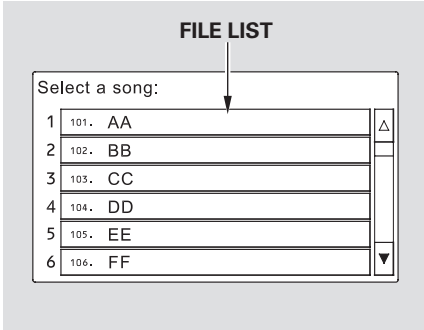 FILE LIST
Select a song:
1 101. AA
2 102. BB
3 103. CC
4 104. DD
5 105. EE
6 106. FF